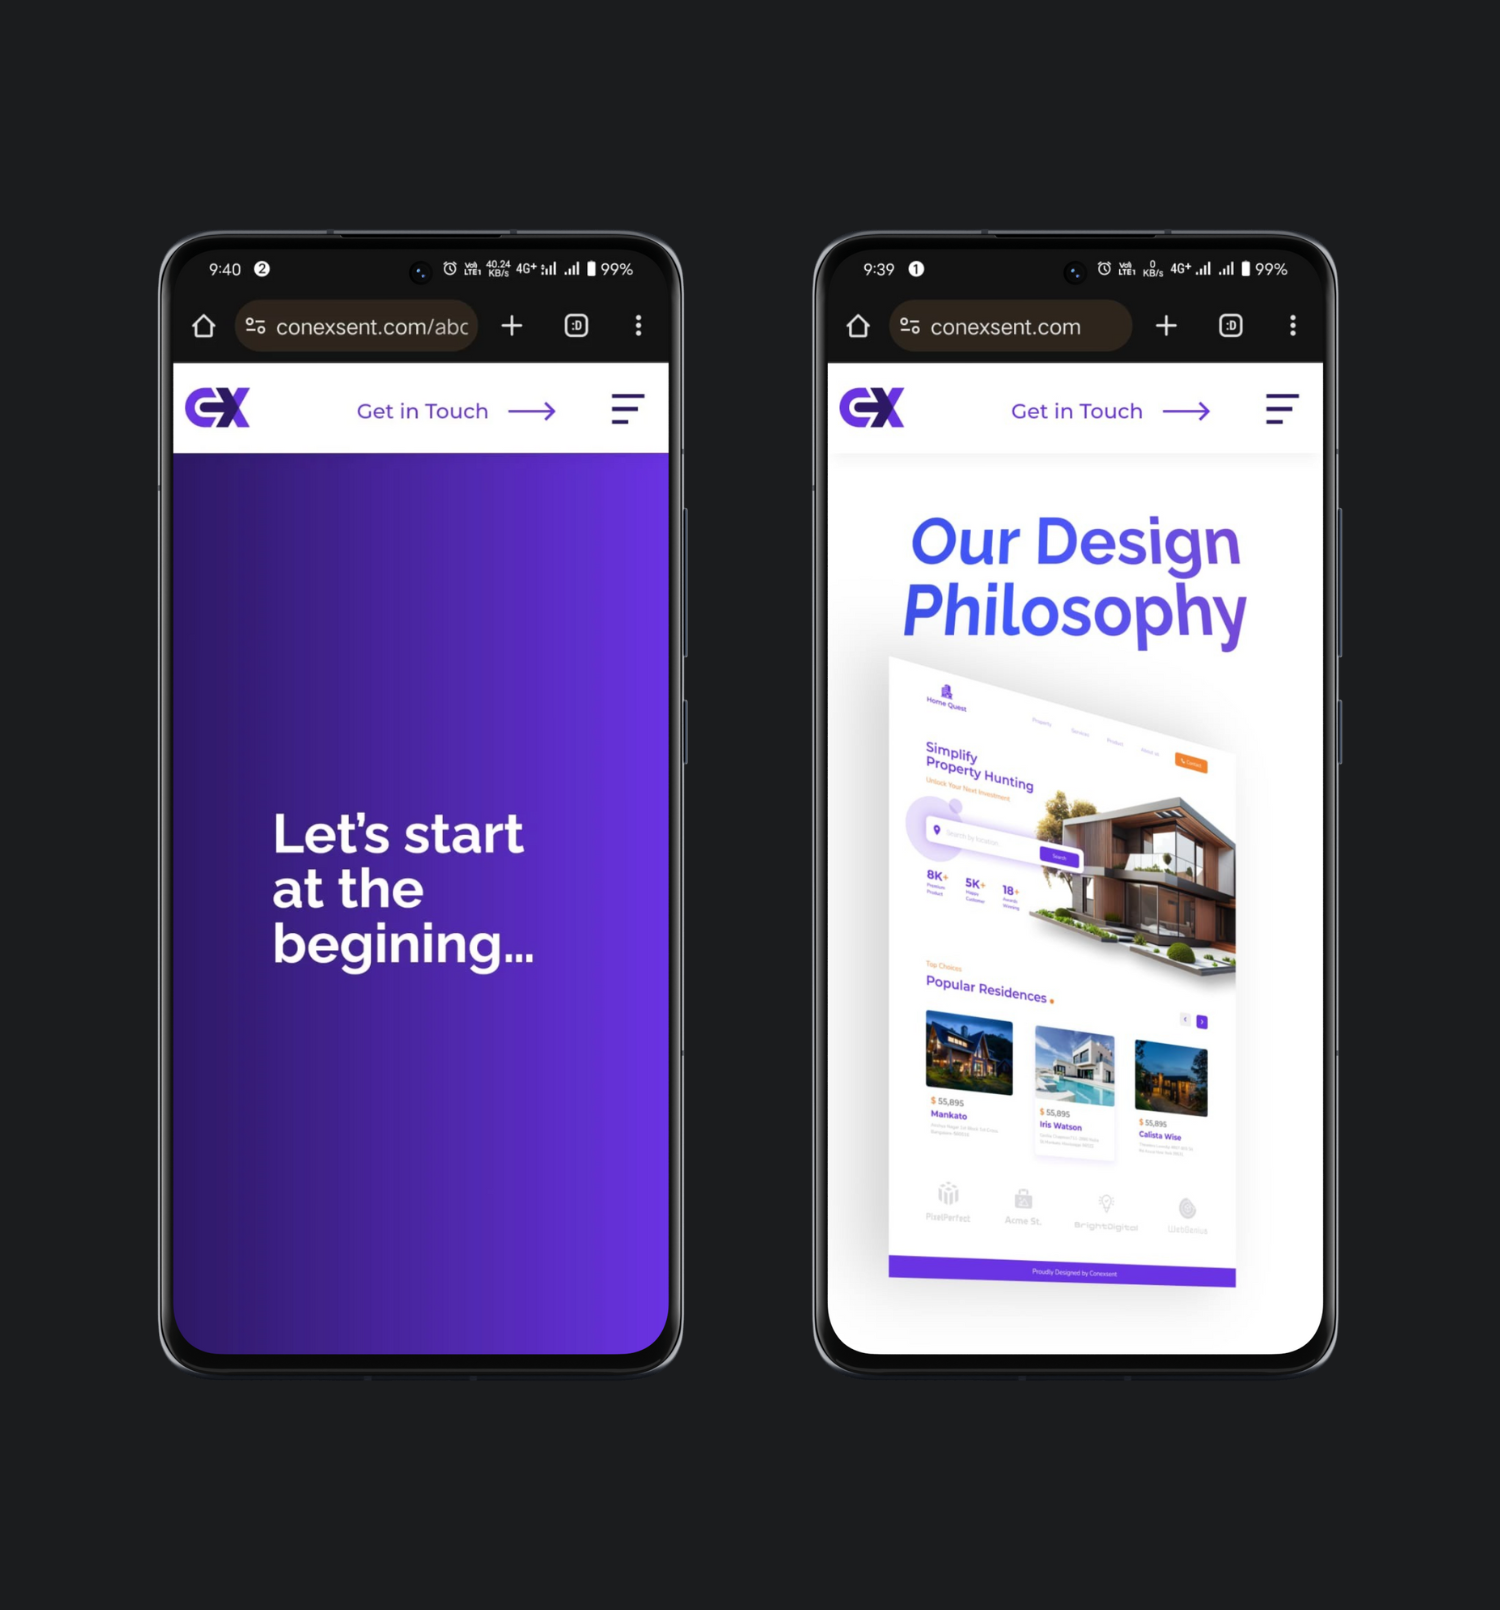 9:40 2 Vo) LTE1 40.24 KB/s 4G+ 99%
conexsent.com/abc :D
CX Get in Touch
Let's start
at the
begining...
9:39 1 Vo) LTE1 0 KB/s 4G+ 99%
conexsent.com :D
CX Get in Touch
Our Design
Philosophy
Home Quest
Property Services Product About us Contact
Simplify
Property Hunting
Unlock Your Next Investment
Search by location...
Search
8K+ 5K+ 18+
Premium Product
Happy Customer
Awards Winning
Top Choices
Popular Residences
$ 55,895
Mankato
$ 55,895
Iris Watson
$ 55,895
Calista Wise
PixelPerfect Acme St. BrightDigital WebGenius
Proudly Designed by Conexsent